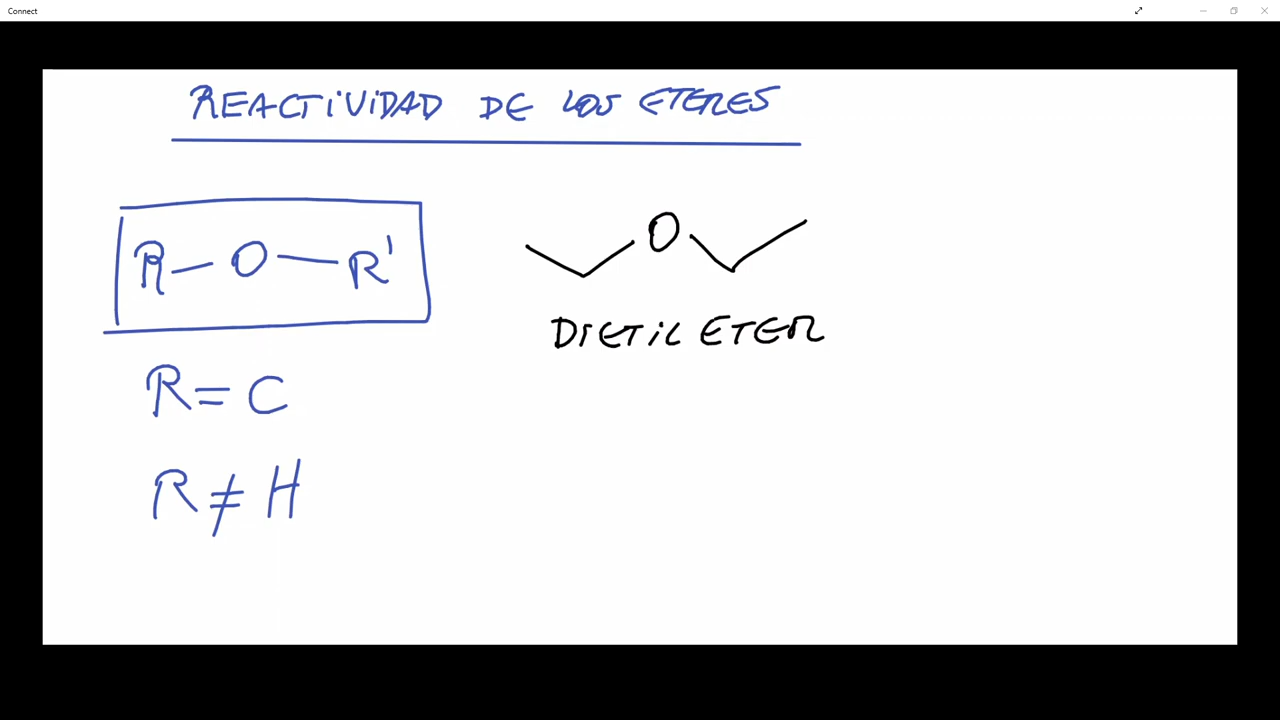 Connect
REACTIVIDAD DE LOS ETERES
R-O-R'
O
DIETIL ETER
R=C
R≠H